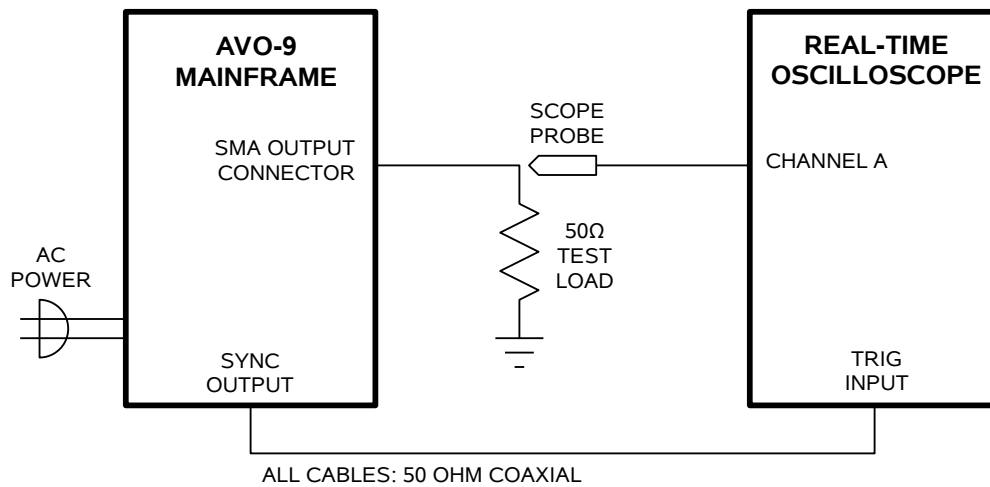 AVO-9
MAINFRAME
SMA OUTPUT
CONNECTOR
AC
POWER
SYNC
OUTPUT
SCOPE
PROBE
50Ω
TEST
LOAD
REAL-TIME
OSCILLOSCOPE
CHANNEL A
TRIG
INPUT
ALL CABLES: 50 OHM COAXIAL